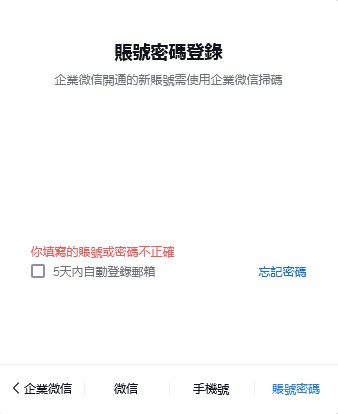 賬號密碼登錄
企業微信開通的新賬號需使用企業微信掃碼
你填寫的賬號或密碼不正確
5天內自動登錄郵箱
忘記密碼
企業微信
微信
手機號
賬號密碼